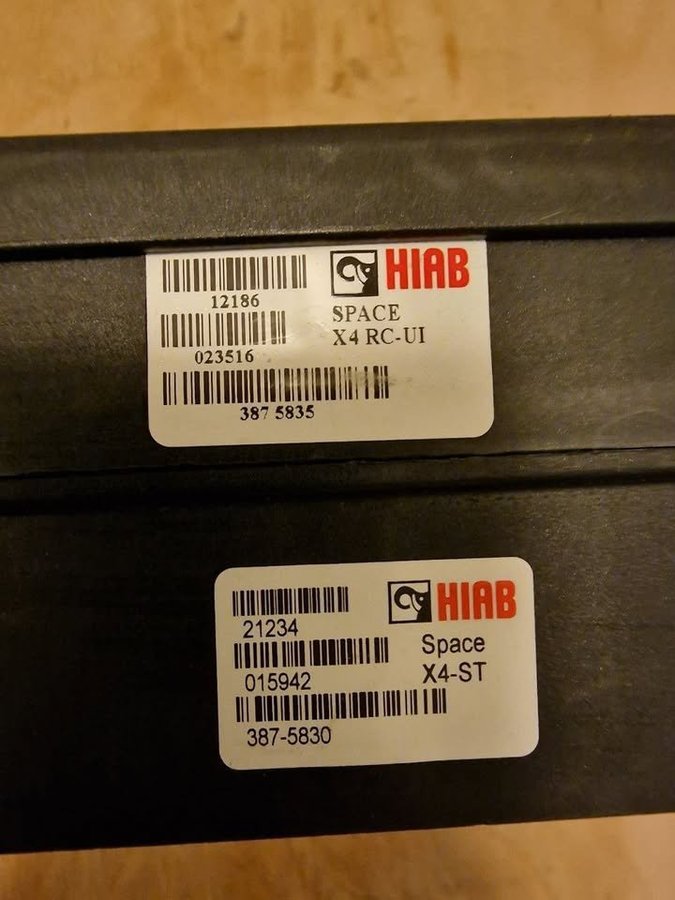 HIAB
12186
SPACE
X4 RC-UI
023516
387 5835
HIAB
21234
Space
X4-ST
015942
387-5830